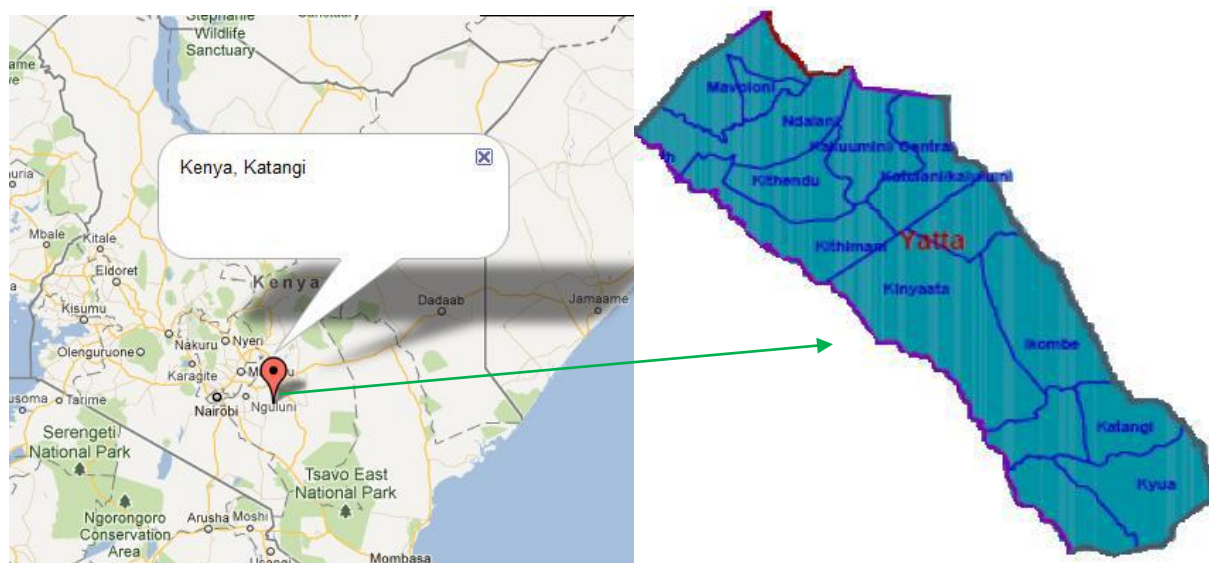 Stephanie
Wildlife
Sanctuary
Sanctuary
Kenya, Katangi
Mbale
Kitale
Eldoret
Kenya
Kisumu
Dadaab
Jamaame
Nakuru
Nyeri
Olenguruone
Karagite
Nairobi
Nguluni
Tarime
Serengeti
National Park
Tsavo East
National Park
Ngorongoro
Conservation
Area
Arusha
Moshi
Mombasa
Mavoloni
Ndalani
Kakuumini Central
Kithendu
Kithimani
Yatta
Kinyaata
Ikombe
Katangi
Kyua